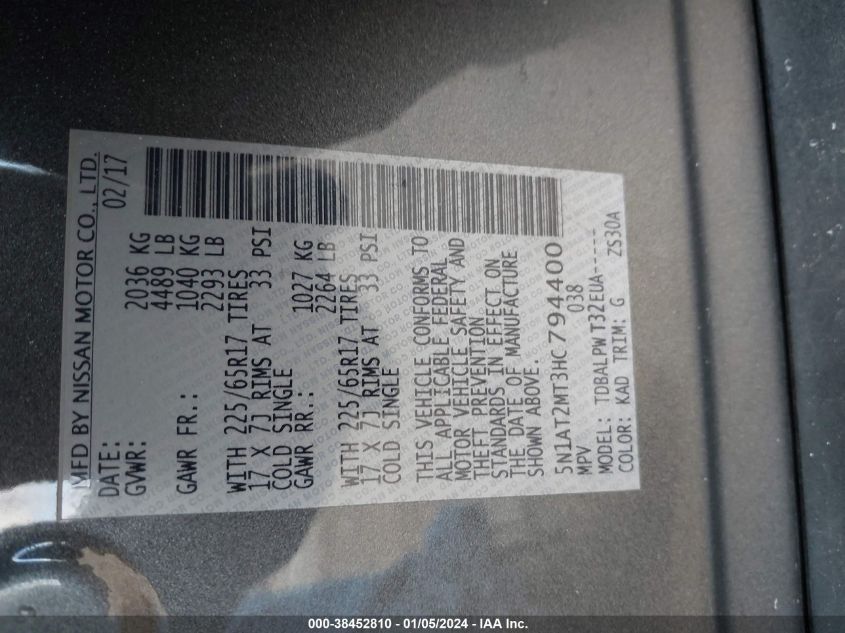 MFD BY NISSAN MOTOR CO., LTD.
DATE: 02/17
GVWR: 2036 KG
4489 LB
GAWR FR.: 1040 KG
2293 LB
WITH 225/65R17 TIRES
17 X 7J RIMS AT 33 PSI
COLD SINGLE
GAWR RR.: 1027 KG
2264 LB
WITH 225/65R17 TIRES
17 X 7J RIMS AT 33 PSI
COLD SINGLE
THIS VEHICLE CONFORMS TO
ALL APPLICABLE FEDERAL
MOTOR VEHICLE SAFETY AND
THEFT PREVENTION
STANDARDS IN EFFECT ON
THE DATE OF MANUFACTURE
SHOWN ABOVE.
5N1AT2MT3HC794400
MPV 038
MODEL: TDBALPW T32EUA-----
COLOR: KAD TRIM: G ZS30A
000-38452810 - 01/05/2024 - IAA Inc.